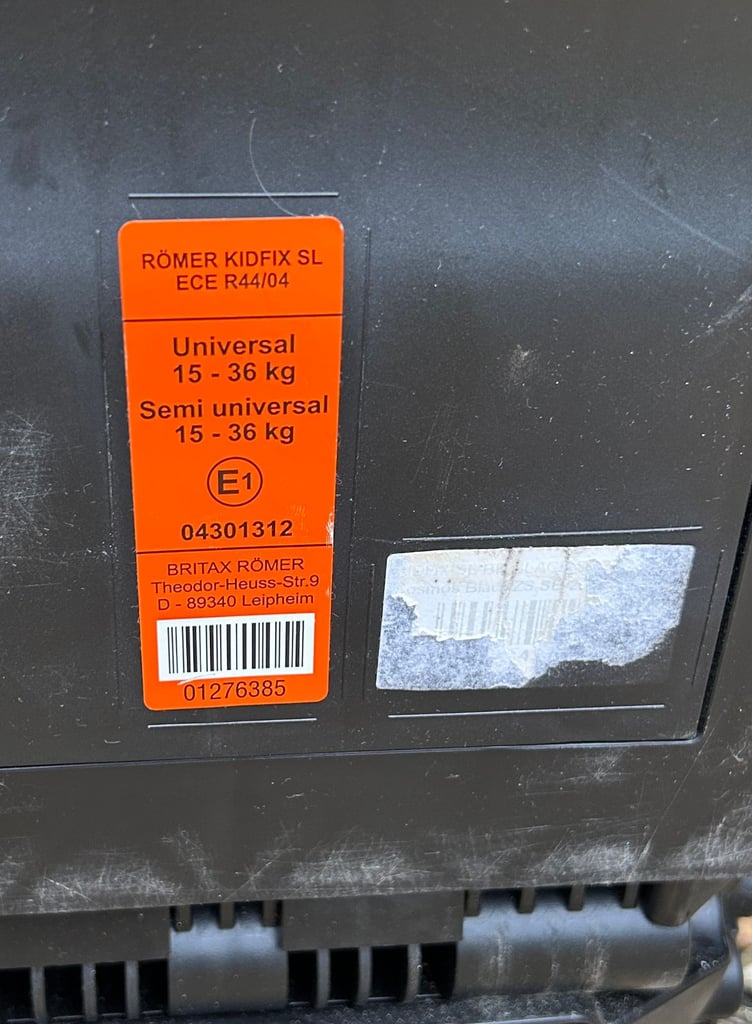 RÖMER KIDFIX SL
ECE R44/04
Universal
15 - 36 kg
Semi universal
15 - 36 kg
E1
04301312
BRITAX RÖMER
Theodor-Heuss-Str.9
D - 89340 Leipheim
01276385